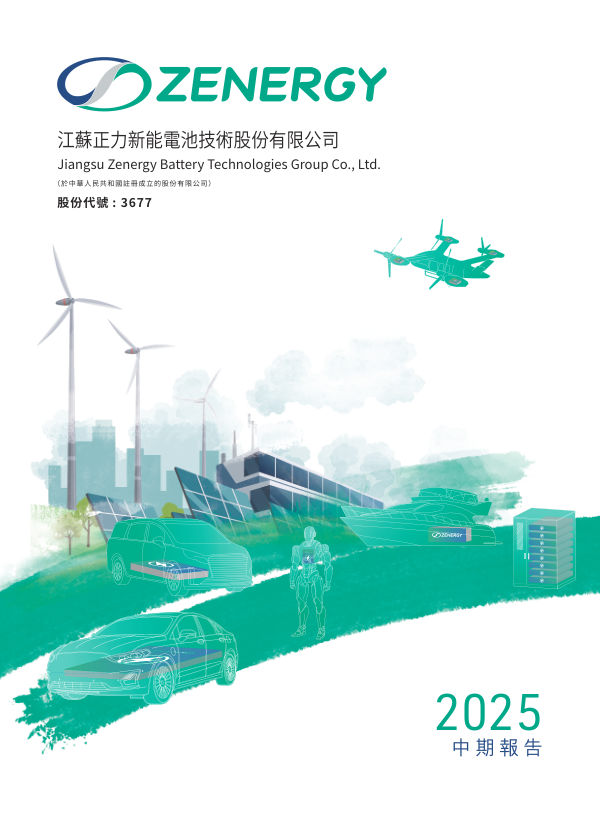 ZENERGY
江蘇正力新能電池技術股份有限公司
Jiangsu Zenergy Battery Technologies Group Co., Ltd.
（於中華人民共和國註冊成立的股份有限公司）
股份代號：3677
ZENERGY
2025
中期報告